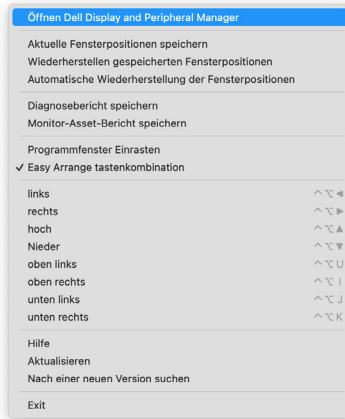 Öffnen Dell Display and Peripheral Manager
Aktuelle Fensterpositionen speichern
Wiederherstellen gespeicherten Fensterpositionen
Automatische Wiederherstellung der Fensterpositionen
Diagnosebericht speichern
Monitor-Asset-Bericht speichern
Programmfenster Einrasten
✓ Easy Arrange tastenkombination
links ^⌥◀
rechts ^⌥▶
hoch ^⌥▲
Nieder ^⌥▼
oben links ^⌥U
oben rechts ^⌥I
unten links ^⌥J
unten rechts ^⌥K
Hilfe
Aktualisieren
Nach einer neuen Version suchen
Exit